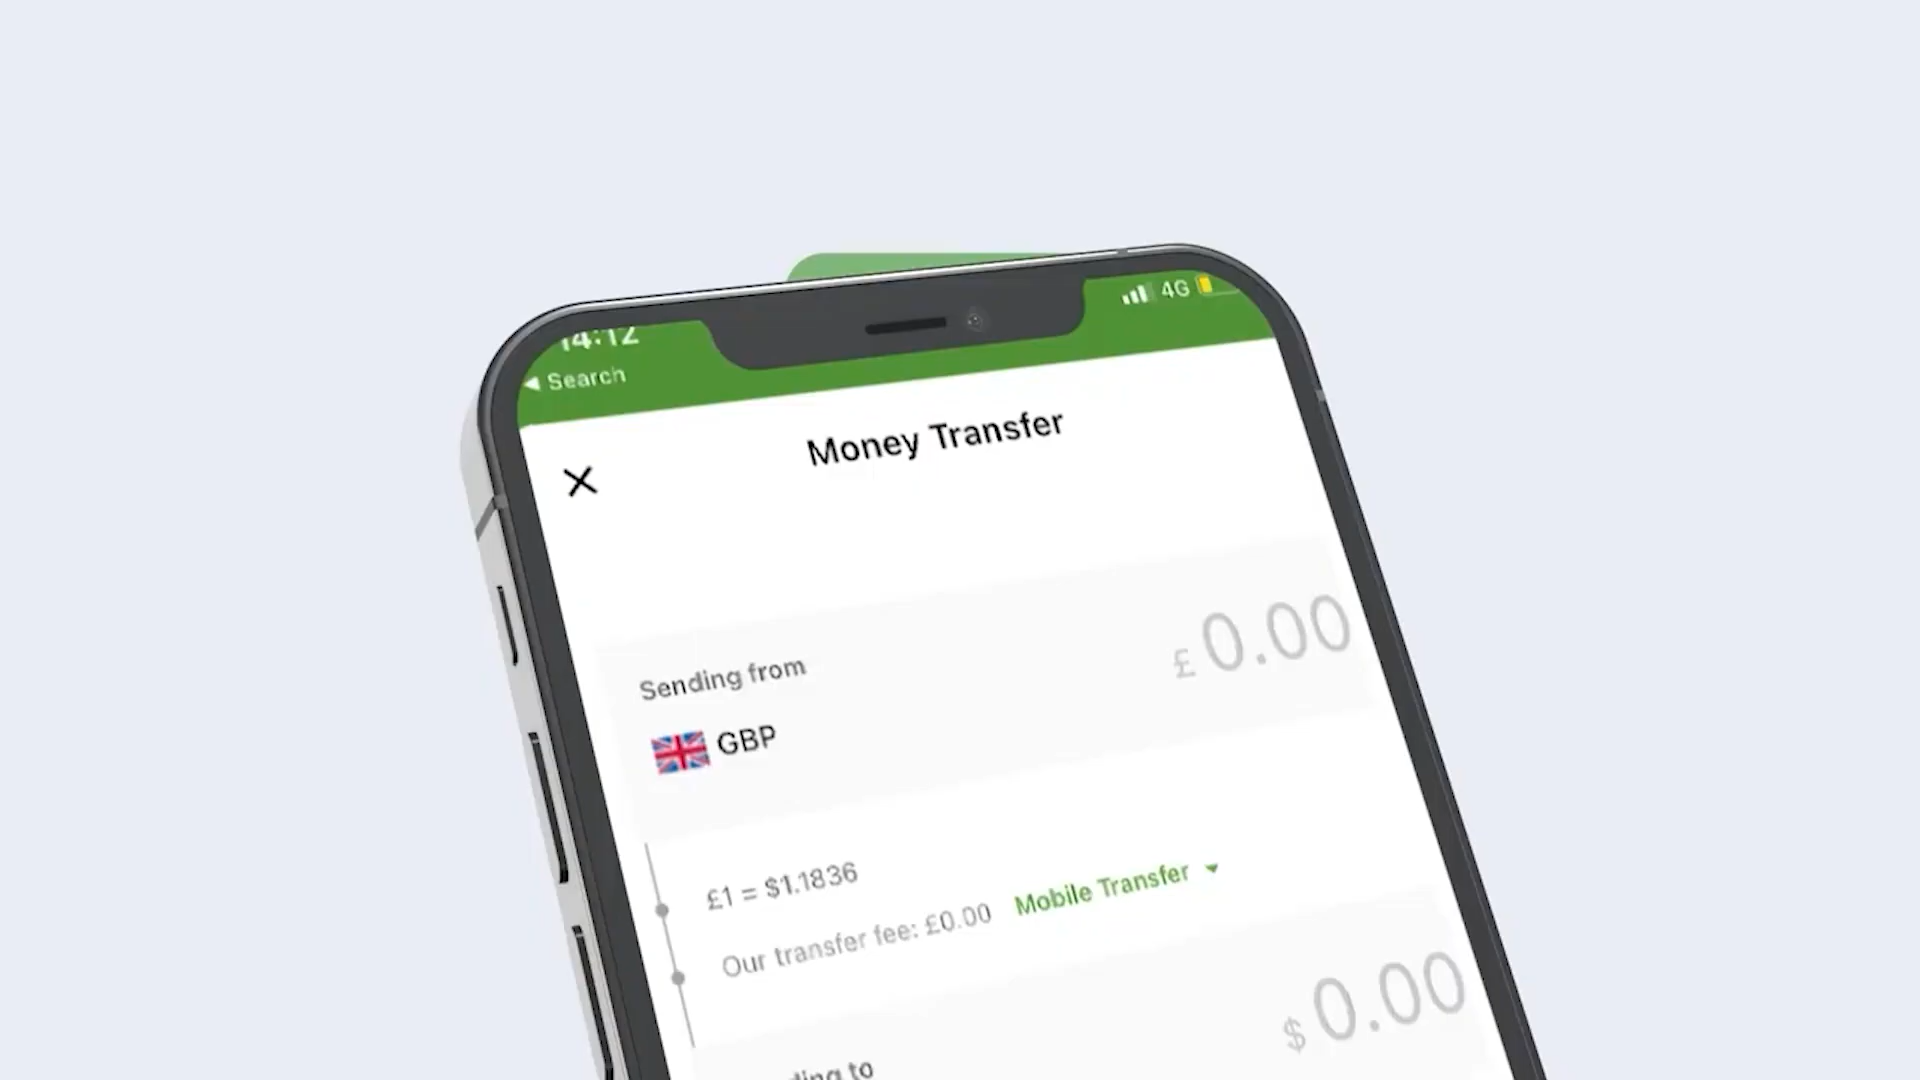 14:12
4G
◀ Search
Money Transfer
Sending from
£0.00
GBP
£1 = $1.1836
Our transfer fee: £0.00 Mobile Transfer
$0.00
to